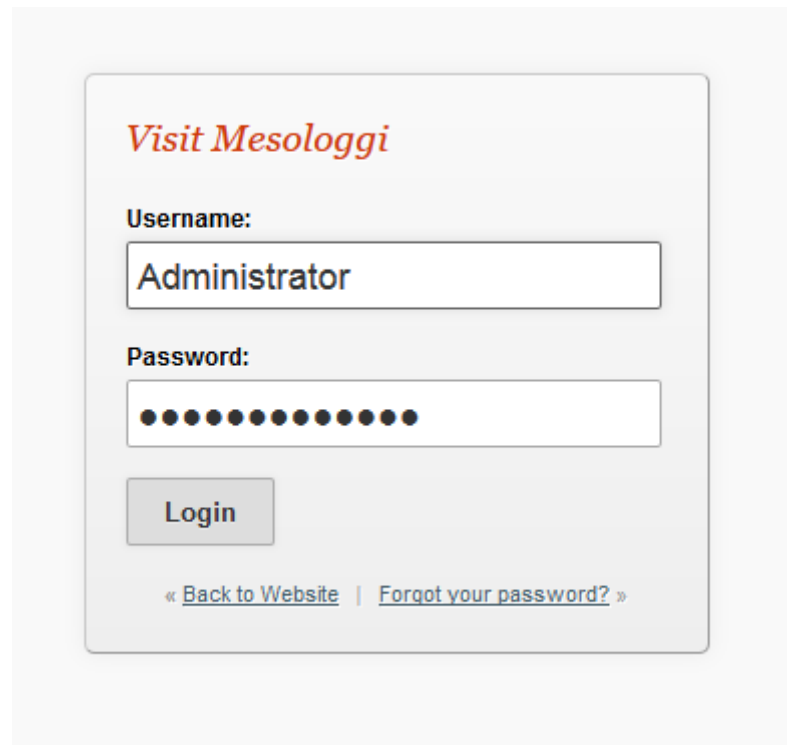 Visit Mesologgi
Username:
Administrator
Password:
●●●●●●●●●●●●●
Login
« Back to Website | Forgot your password? »